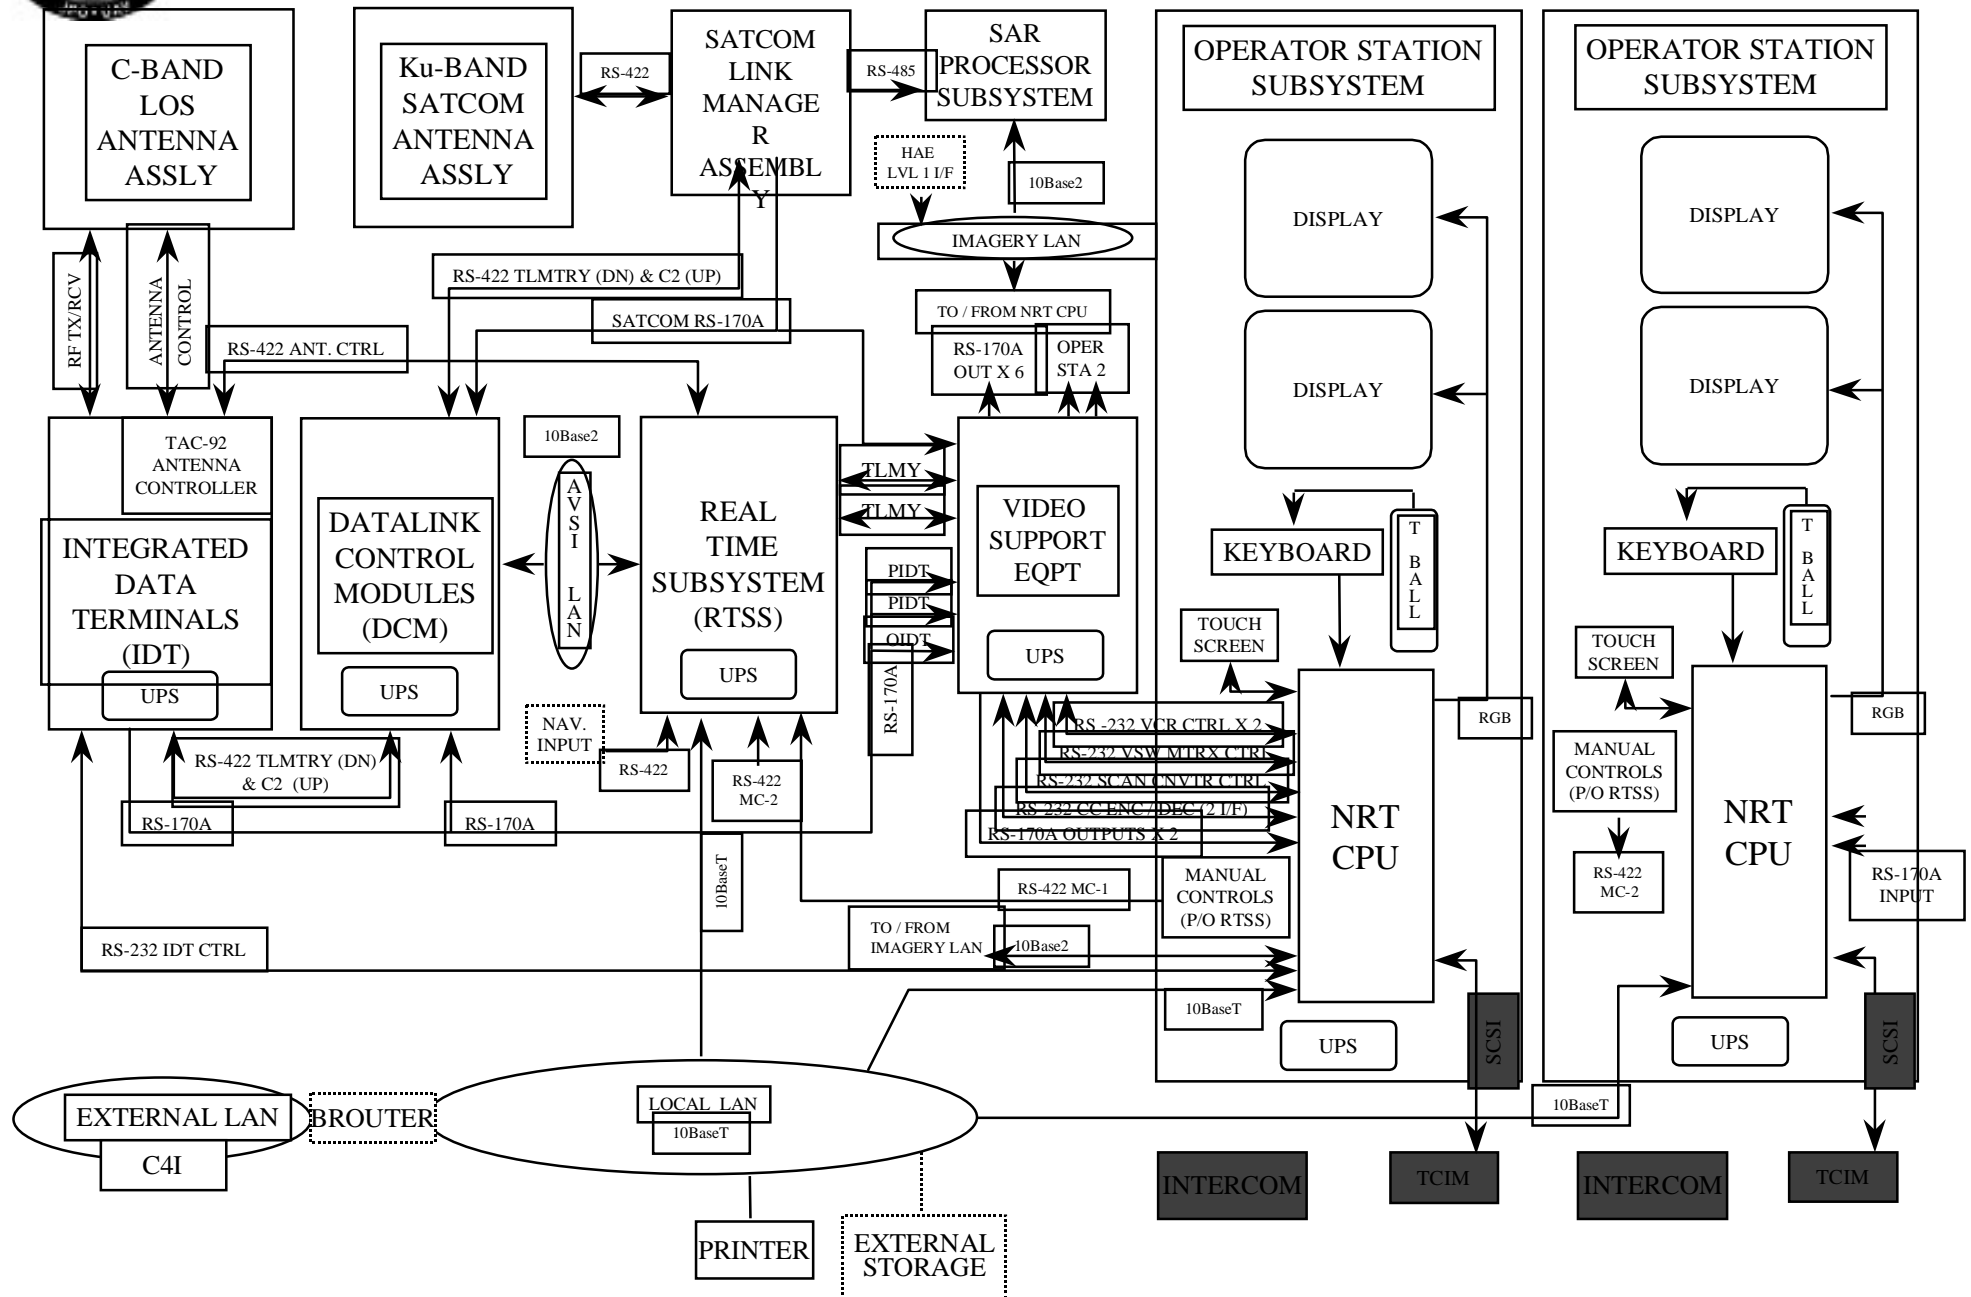 C-BAND
LOS
ANTENNA
ASSLY
Ku-BAND
SATCOM
ANTENNA
ASSLY
RS-422
SATCOM
LINK
MANAGE
R
ASSEMBL
Y
RS-485
SAR
PROCESSOR
SUBSYSTEM
HAE
LVL 1 I/F
10Base2
IMAGERY LAN
TO / FROM NRT CPU
RS-170A
OUT X 6
OPER
STA 2
RF TX/RCV
ANTENNA
CONTROL
RS-422 TLMTRY (DN) & C2 (UP)
SATCOM RS-170A
RS-422 ANT. CTRL
TAC-92
ANTENNA
CONTROLLER
INTEGRATED
DATA
TERMINALS
(IDT)
UPS
DATALINK
CONTROL
MODULES
(DCM)
UPS
10Base2
A
V
S
I
L
A
N
REAL
TIME
SUBSYSTEM
(RTSS)
UPS
TLMY
TLMY
PIDT
PIDT
OIDT
RS-170A
VIDEO
SUPPORT
EQPT
UPS
NAV.
INPUT
RS-422
RS-422
MC-2
RS-422 TLMTRY (DN)
& C2 (UP)
RS-170A
RS-170A
10BaseT
RS -232 VCR CTRL X 2
RS-232 VSW MTRX CTRL
RS-232 SCAN CNVTR CTRL
RS-232 CC ENC / DEC (2 I/F)
RS-170A OUTPUTS X 2
RS-422 MC-1
TO / FROM
IMAGERY LAN
10Base2
RS-232 IDT CTRL
10BaseT
OPERATOR STATION
SUBSYSTEM
DISPLAY
DISPLAY
KEYBOARD
T
B
A
L
L
TOUCH
SCREEN
RGB
NRT
CPU
MANUAL
CONTROLS
(P/O RTSS)
UPS
SCSI
OPERATOR STATION
SUBSYSTEM
DISPLAY
DISPLAY
KEYBOARD
T
B
A
L
L
TOUCH
SCREEN
RGB
MANUAL
CONTROLS
(P/O RTSS)
RS-422
MC-2
NRT
CPU
RS-170A
INPUT
UPS
SCSI
10BaseT
EXTERNAL LAN
C4I
BROUTER
LOCAL LAN
10BaseT
PRINTER
EXTERNAL
STORAGE
INTERCOM
TCIM
INTERCOM
TCIM